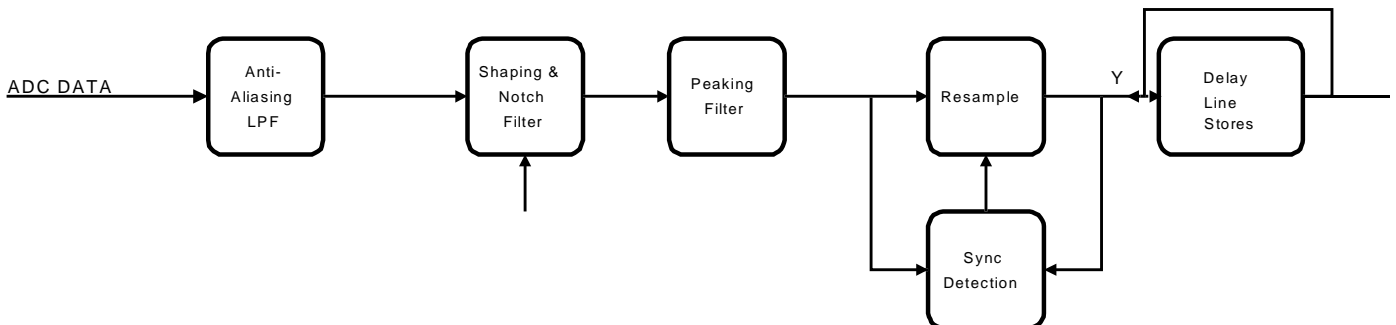 ADC DATA
Anti-
Aliasing
LPF
Shaping &
Notch
Filter
Peaking
Filter
Resample
Y
Delay
Line
Stores
Sync
Detection